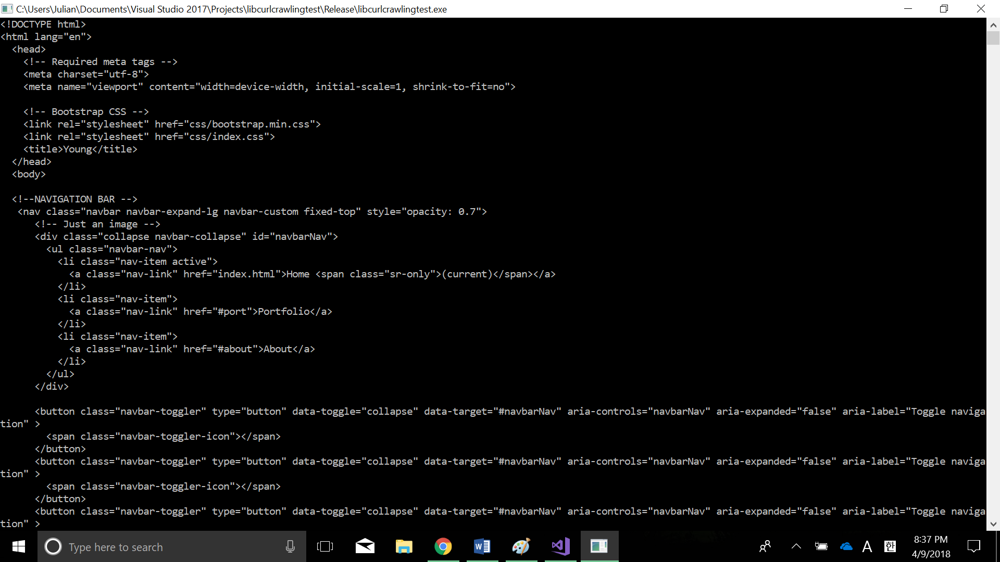 C:\Users\Julian\Documents\Visual Studio 2017\Projects\libcurlcrawlingtest\Release\libcurlcrawlingtest.exe
<!DOCTYPE html>
<html lang="en">
  <head>
    <!-- Required meta tags -->
    <meta charset="utf-8">
    <meta name="viewport" content="width=device-width, initial-scale=1, shrink-to-fit=no">

    <!-- Bootstrap CSS -->
    <link rel="stylesheet" href="css/bootstrap.min.css">
    <link rel="stylesheet" href="css/index.css">
    <title>Young</title>
  </head>
  <body>

  <!--NAVIGATION BAR -->
   <nav class="navbar navbar-expand-lg navbar-custom fixed-top" style="opacity: 0.7">
      <!-- Just an image -->
      <div class="collapse navbar-collapse" id="navbarNav">
        <ul class="navbar-nav">
          <li class="nav-item active">
            <a class="nav-link" href="index.html">Home <span class="sr-only">(current)</span></a>
          </li>
          <li class="nav-item">
            <a class="nav-link" href="#port">Portfolio</a>
          </li>
          <li class="nav-item">
            <a class="nav-link" href="#about">About</a>
          </li>
        </ul>
      </div>

      <button class="navbar-toggler" type="button" data-toggle="collapse" data-target="#navbarNav" aria-controls="navbarNav" aria-expanded="false" aria-label="Toggle naviga
tion" >
        <span class="navbar-toggler-icon"></span>
      </button>
      <button class="navbar-toggler" type="button" data-toggle="collapse" data-target="#navbarNav" aria-controls="navbarNav" aria-expanded="false" aria-label="Toggle naviga
tion" >
        <span class="navbar-toggler-icon"></span>
      </button>
      <button class="navbar-toggler" type="button" data-toggle="collapse" data-target="#navbarNav" aria-controls="navbarNav" aria-expanded="false" aria-label="Toggle naviga
tion" >
Type here to search
A
한
8:37 PM
4/9/2018